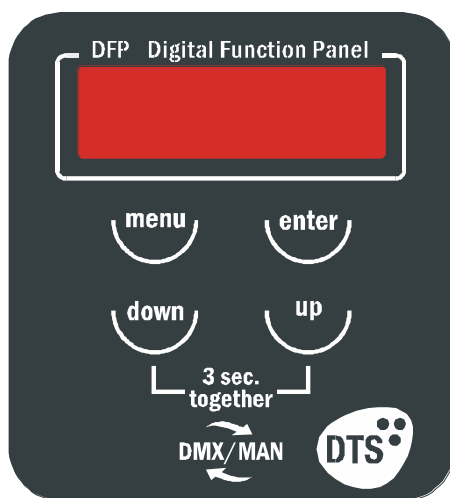 DFP Digital Function Panel
menu enter
down up
3 sec.
together
DMX/MAN
DTS